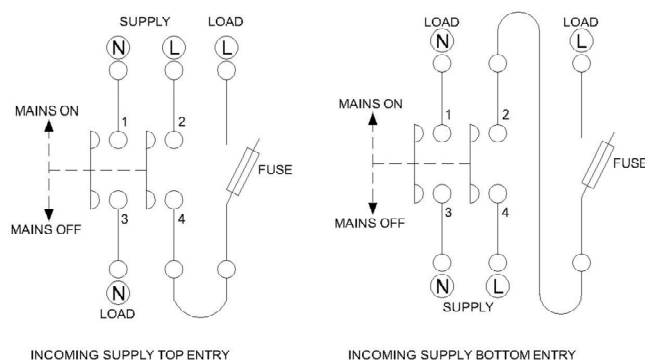 SUPPLY LOAD
N L L
MAINS ON
1 2
FUSE
MAINS OFF
3 4
N
LOAD
INCOMING SUPPLY TOP ENTRY
LOAD LOAD
N L
MAINS ON
1 2
FUSE
MAINS OFF
3 4
N L
SUPPLY
INCOMING SUPPLY BOTTOM ENTRY